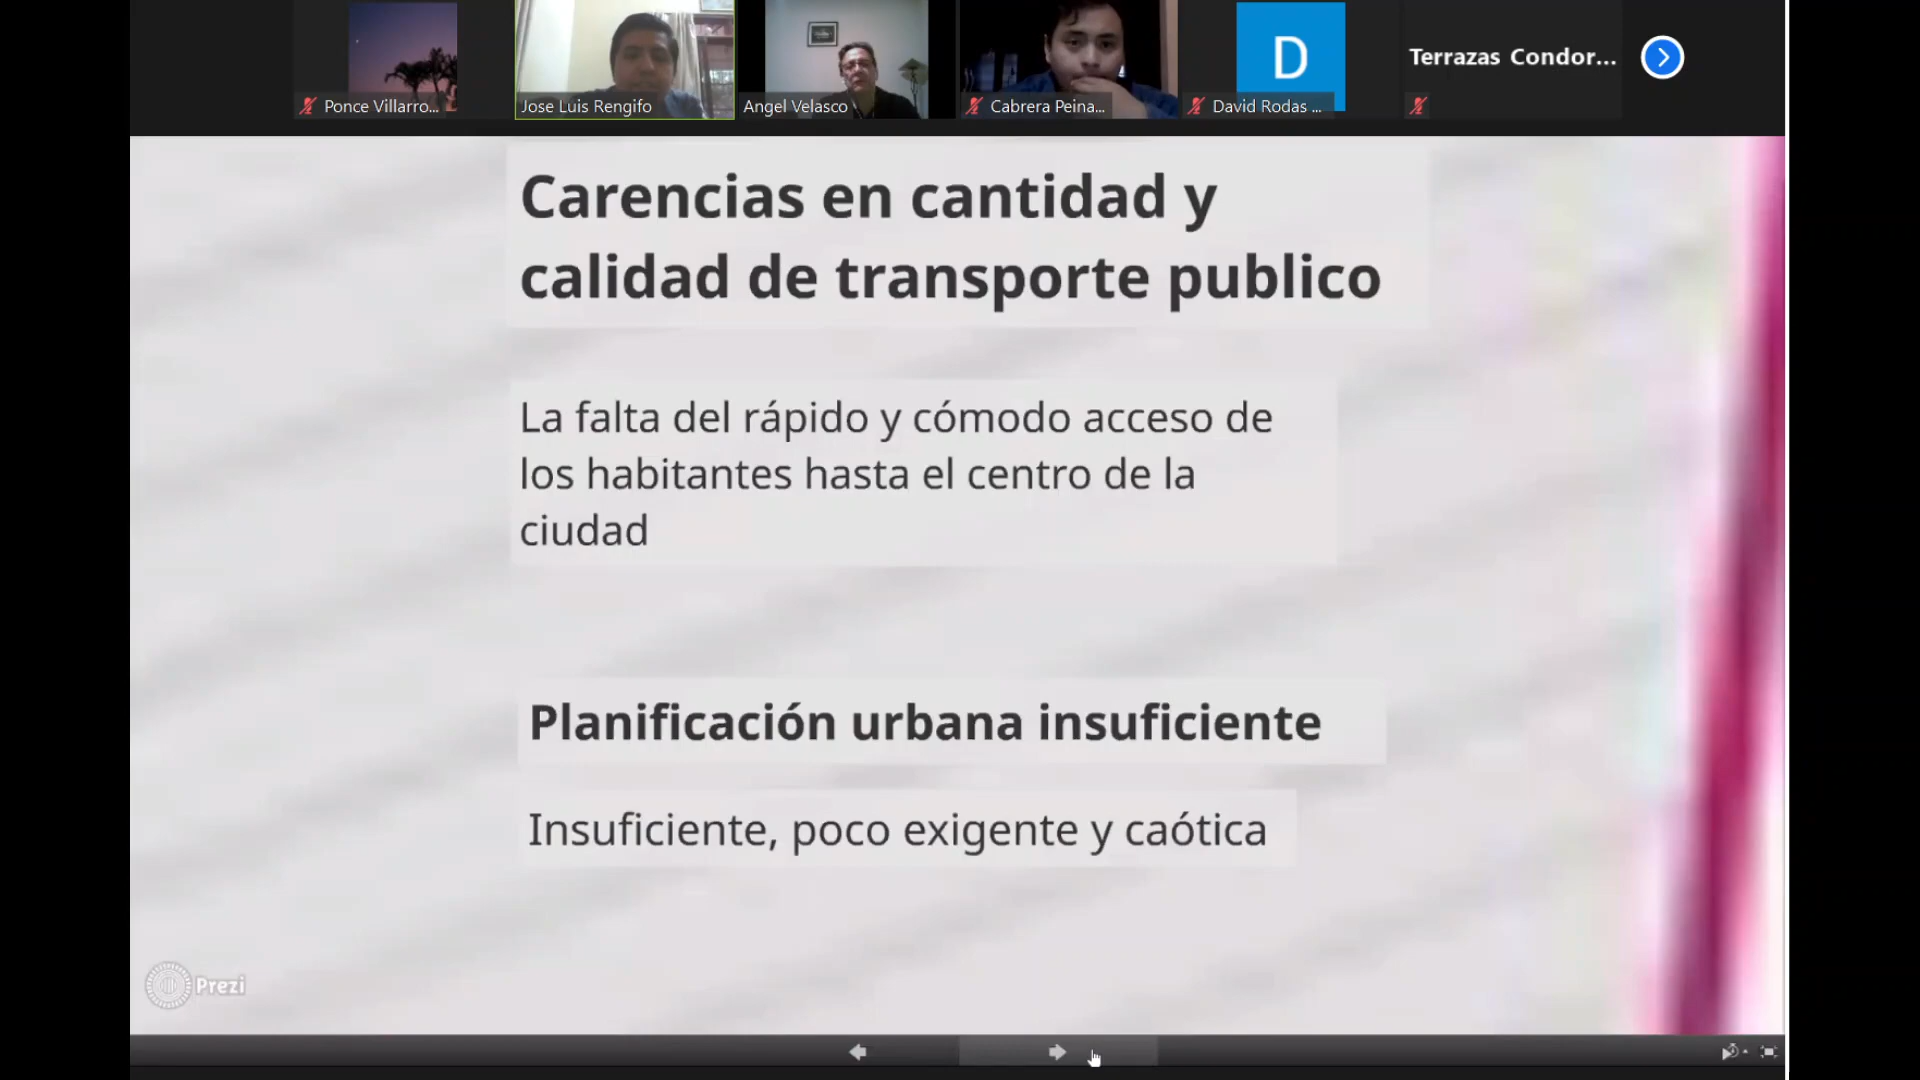 Ponce Villarro...
Jose Luis Rengifo
Angel Velasco
Cabrera Peina...
D
David Rodas ...
Terrazas Condor...
Carencias en cantidad y
calidad de transporte publico
La falta del rápido y cómodo acceso de
los habitantes hasta el centro de la
ciudad
Planificación urbana insuficiente
Insuficiente, poco exigente y caótica
Prezi